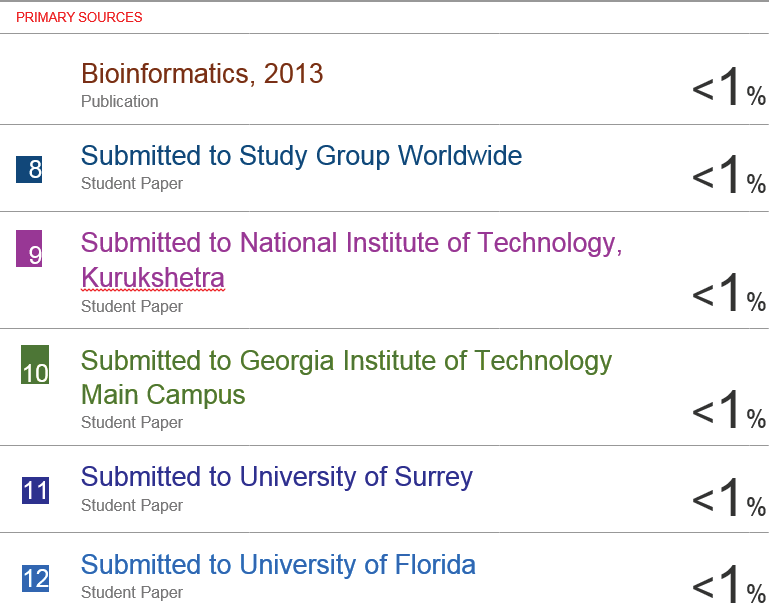 PRIMARY SOURCES
Bioinformatics, 2013
Publication
<1%
8
Submitted to Study Group Worldwide
Student Paper
<1%
9
Submitted to National Institute of Technology,
Kurukshetra
Student Paper
<1%
10
Submitted to Georgia Institute of Technology
Main Campus
Student Paper
<1%
11
Submitted to University of Surrey
Student Paper
<1%
12
Submitted to University of Florida
Student Paper
<1%